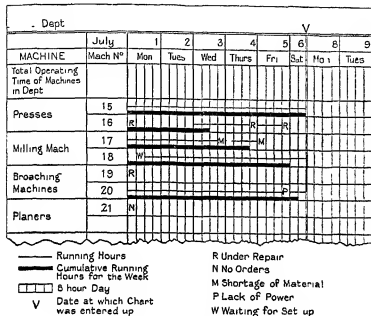 . Dept
V
July 1 2 3 4 5 6 8 9
MACHINE Mach Nº Mon Tues Wed Thurs Fri Sat Mon Tues
Total Operating
Time of Machines
in Dept
Presses
15
16 R R R
Milling Mach
17 M M
18 W
Broaching
Machines
19 R
20 P
Planers
21 N
Running Hours
Cumulative Running
Hours for the Week
8 hour Day
V Date at which Chart
was entered up
R Under Repair
N No Orders
M Shortage of Material
P Lack of Power
W Waiting for Set up